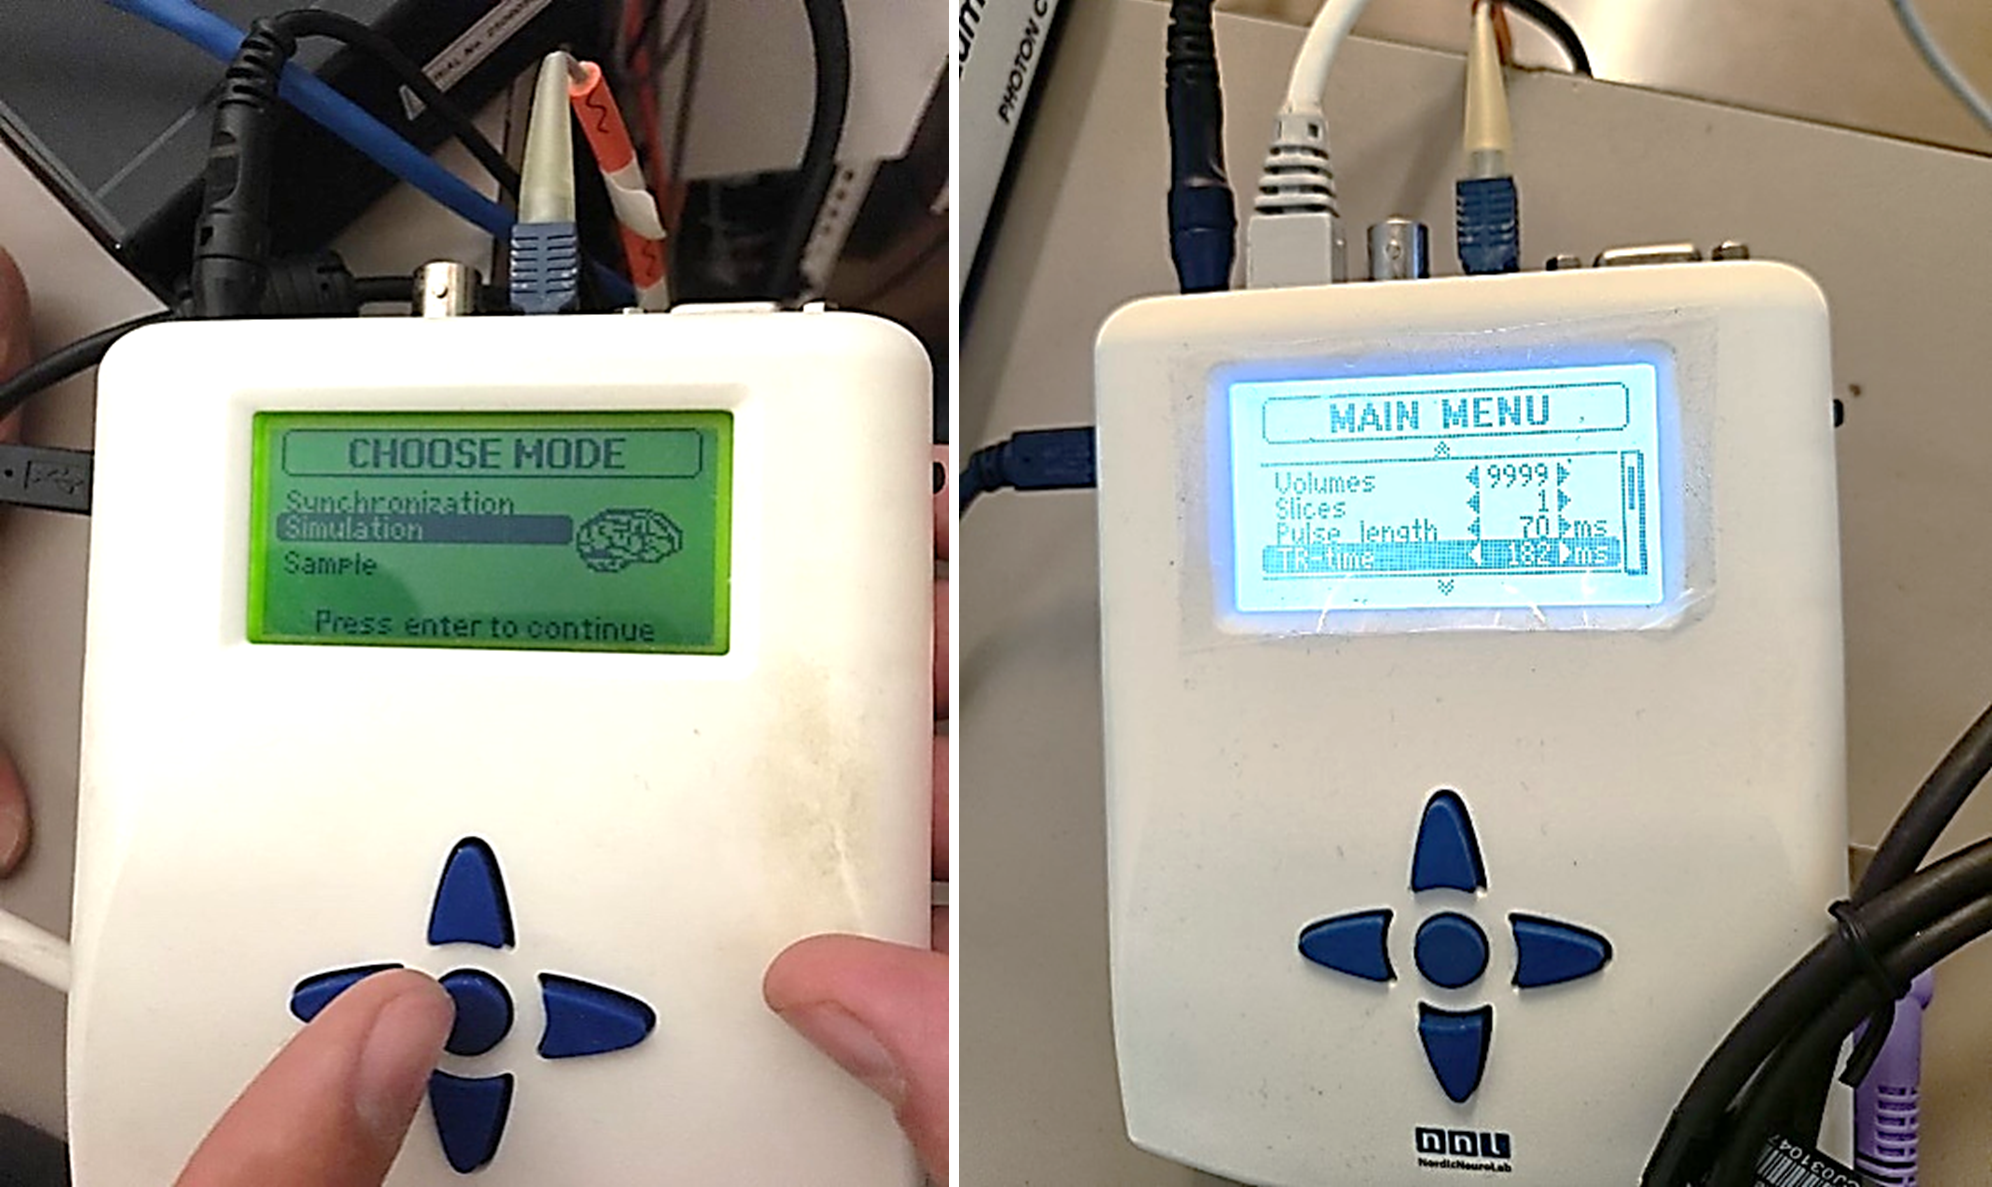 CHOOSE MODE
Synchronization
Simulation
Sample
Press enter to continue
PHOTON C
MAIN MENU
Volumes 9999
Slices 1
Pulse length 70 ms
TR-time 182 ms
nnl
NordicNeuroLab
CJ03104